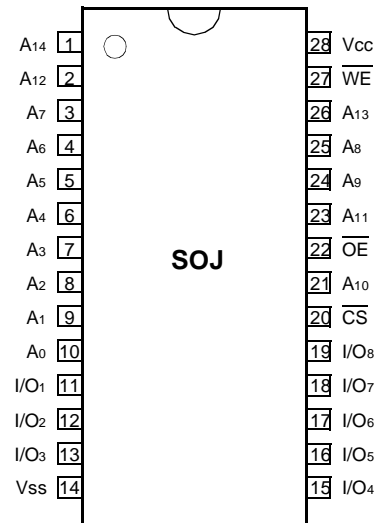 A14 1 28 Vcc
A12 2 27 WE
A7 3 26 A13
A6 4 25 A8
A5 5 24 A9
A4 6 23 A11
A3 7 SOJ 22 OE
A2 8 21 A10
A1 9 20 CS
A0 10 19 I/O8
I/O1 11 18 I/O7
I/O2 12 17 I/O6
I/O3 13 16 I/O5
Vss 14 15 I/O4